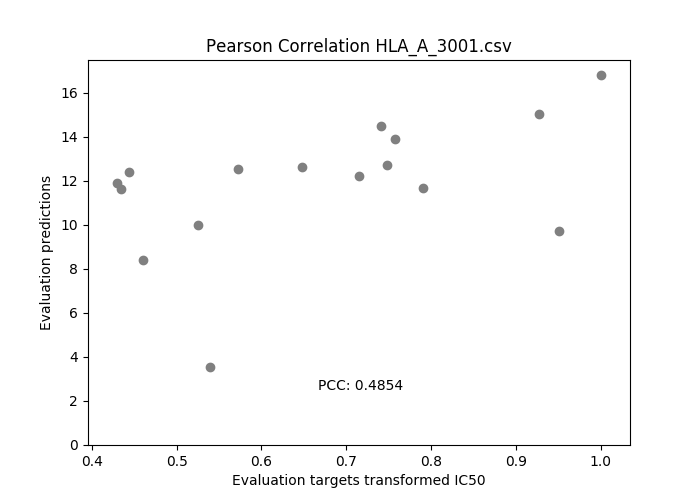 Pearson Correlation HLA_A_3001.csv
16
14
12
10
8
6
4
2
0
Evaluation predictions
PCC: 0.4854
0.4 0.5 0.6 0.7 0.8 0.9 1.0
Evaluation targets transformed IC50